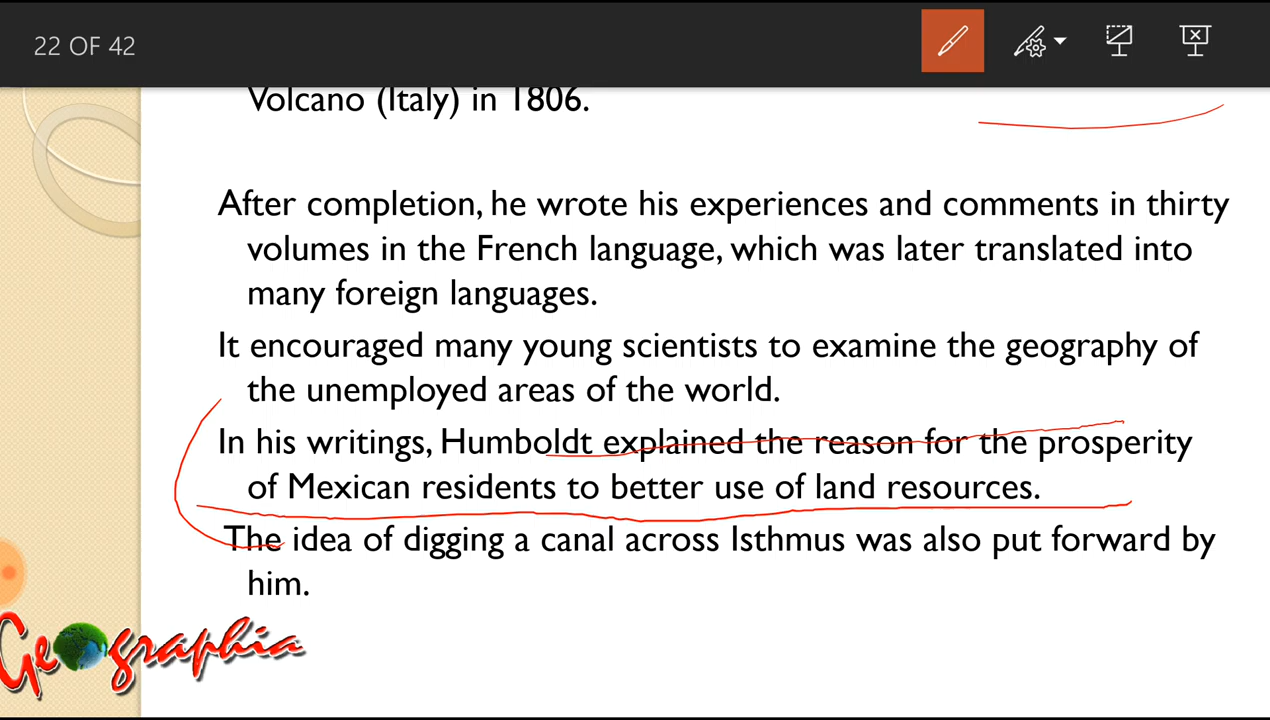 22 OF 42
Volcano (Italy) in 1806.
After completion, he wrote his experiences and comments in thirty
volumes in the French language, which was later translated into
many foreign languages.
It encouraged many young scientists to examine the geography of
the unemployed areas of the world.
In his writings, Humboldt explained the reason for the prosperity
of Mexican residents to better use of land resources.
The idea of digging a canal across Isthmus was also put forward by
him.
Geographia